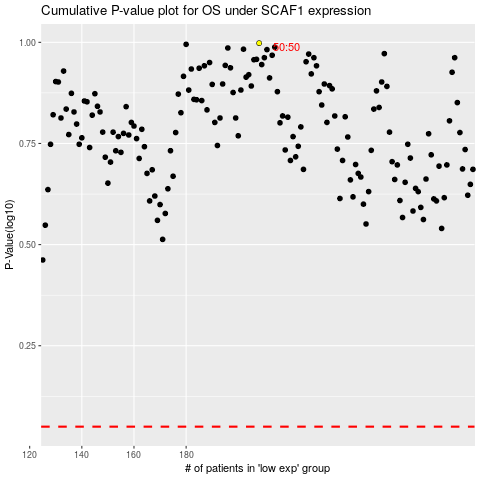 Cumulative P-value plot for OS under SCAF1 expression
1.00
50:50
0.75
P-Value(log10)
0.50
0.25
120 140 160 180
# of patients in 'low exp' group